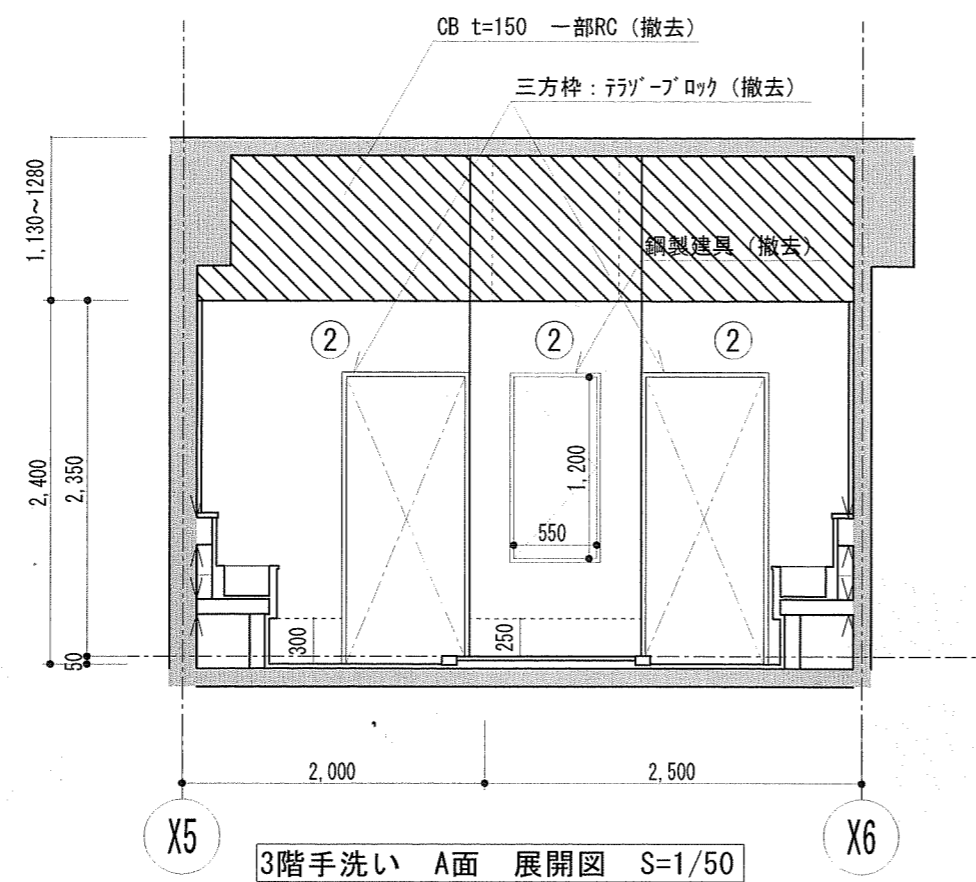 CB t=150 一部RC (撤去)
三方枠:テラゾーブロック (撤去)
1,130~1280
鋼製建具 (撤去)
② ② ②
2,400
2,350
1,200
550
300
250
50
2,000 2,500
X5 X6
3階手洗い A面 展開図 S=1/50